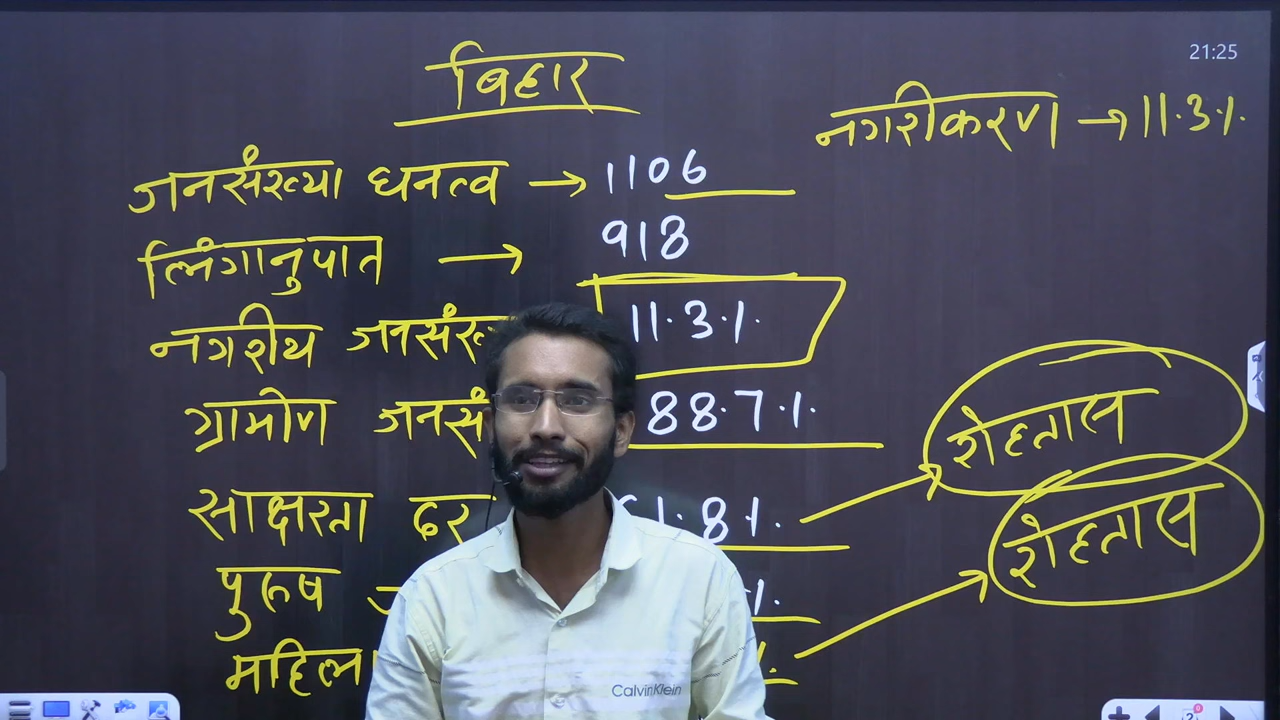 21:25
बिहार
नगरीकरण → 11.3%
जनसंख्या घनत्व → 1106
लिंगानुपात → 918
नगरीय जनसंख 11.3%
ग्रामीण जनसं 88.7%
रोहतास
साक्षरता दर 61.8%
रोहतास
पुरुष %
महिला %
Calvin Klein